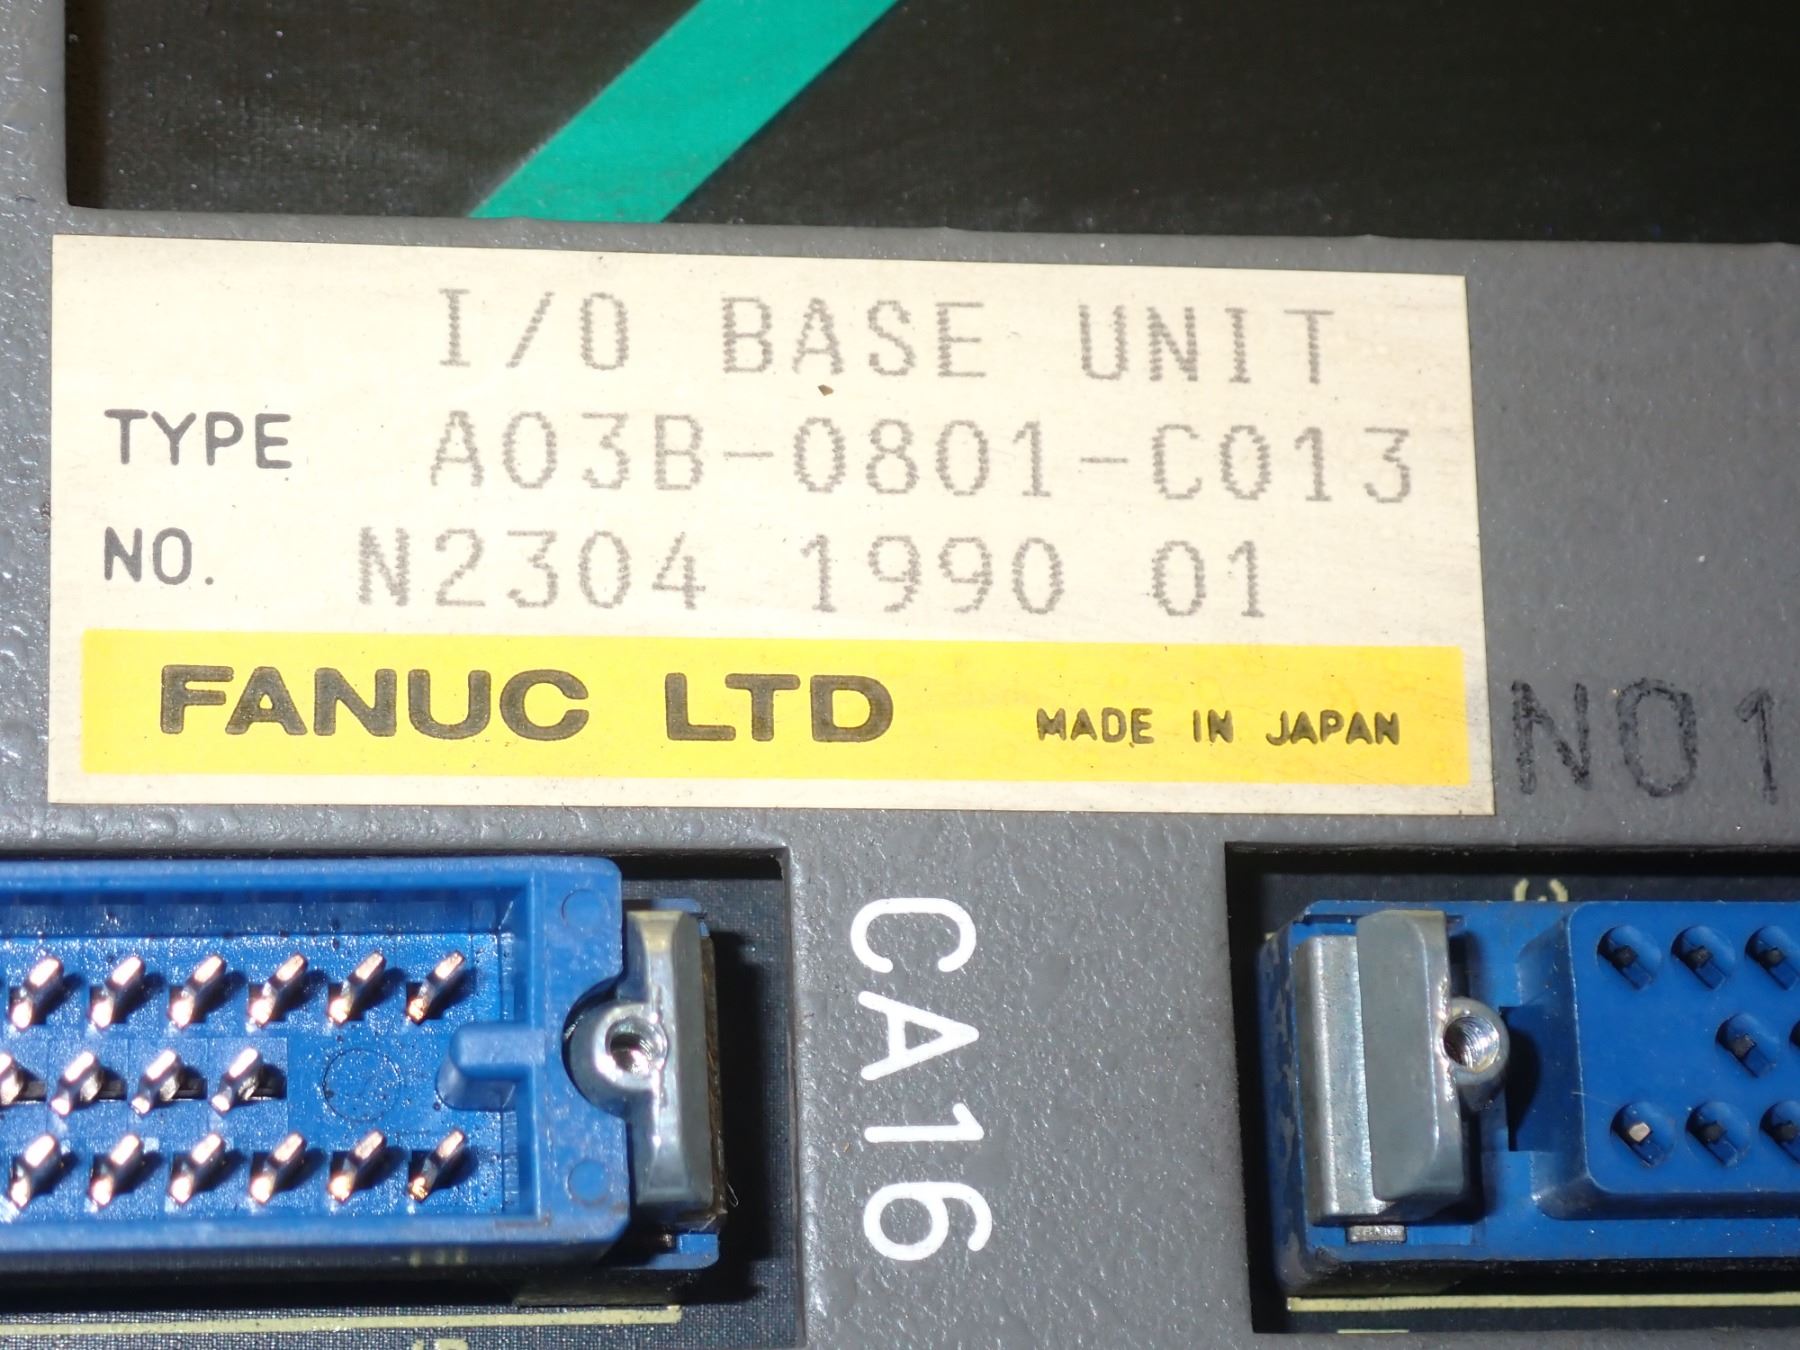 I/O BASE UNIT
TYPE A03B-0801-C013
NO. N2304 1990 01
FANUC LTD MADE IN JAPAN
N01
CA16